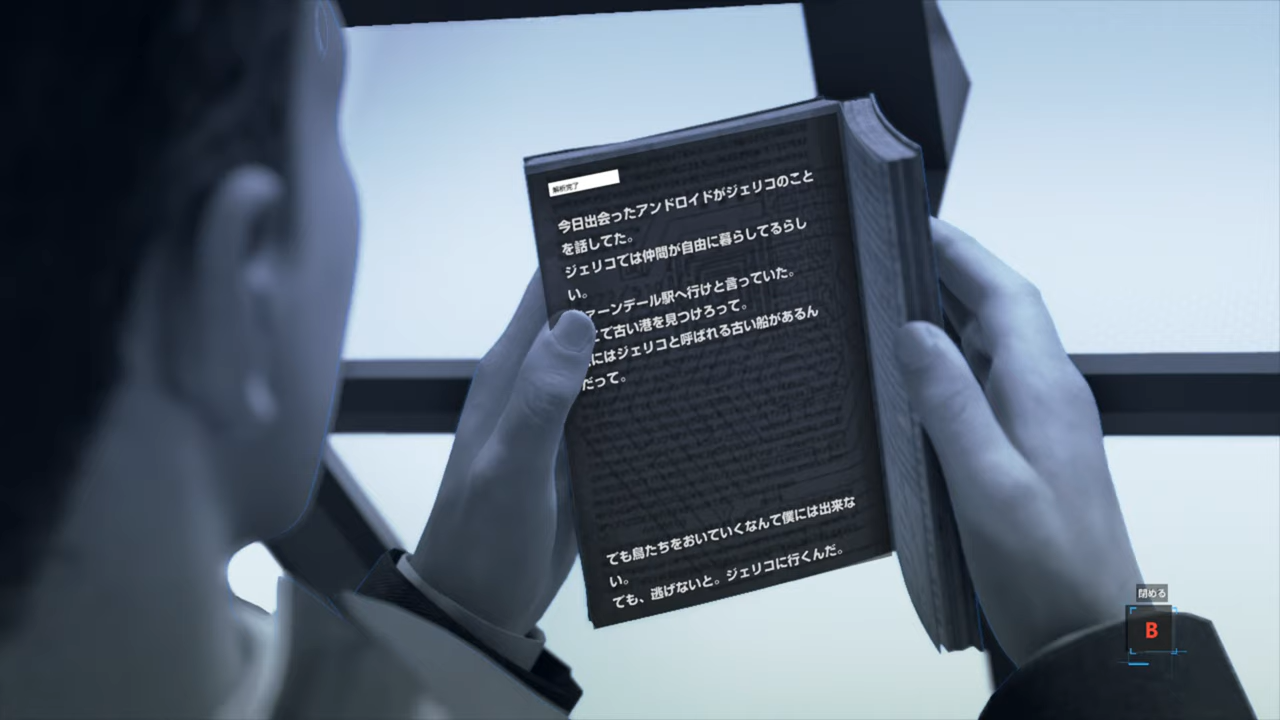 解析完了
今日出会ったアンドロイドがジェリコのこと
を話してた。
ジェリコでは仲間が自由に暮らしてるらし
い。
アーンデール駅へ行けと言っていた。
で古い港を見つけろって。
にはジェリコと呼ばれる古い船があるん
だって。
でも鳥たちをおいていくなんて僕には出来な
い。
でも、逃げないと。ジェリコに行くんだ。
閉める
B